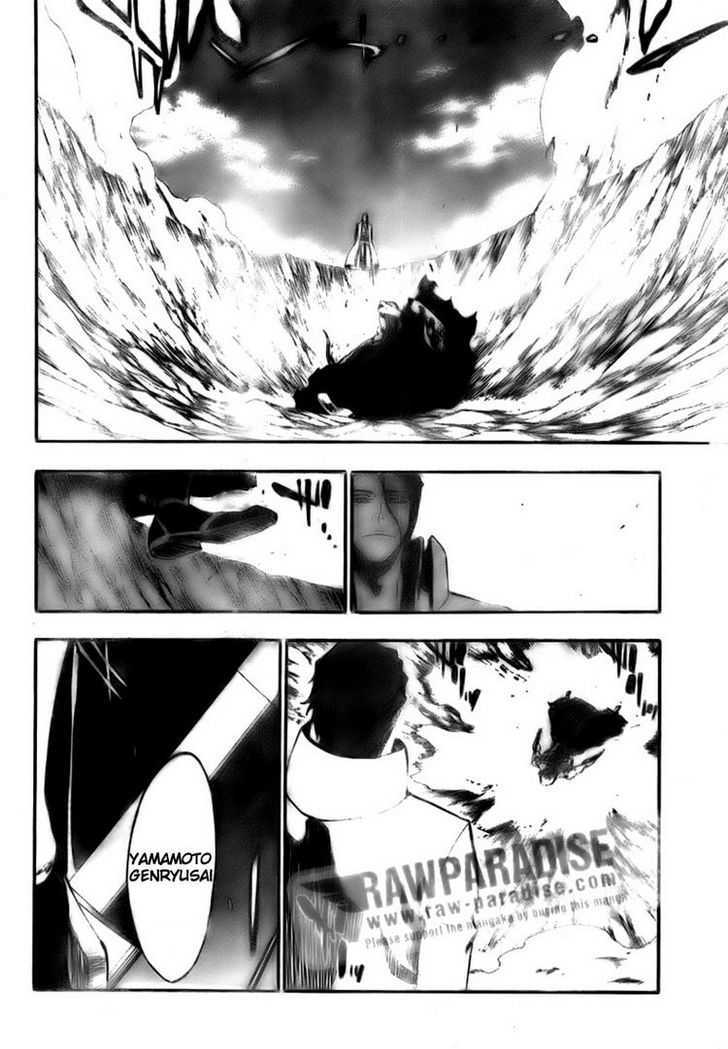 YAMAMOTO
GENRYUSAI
RAWPARADISE
www.raw-paradise.com
Please support the mangaka by buying this manga